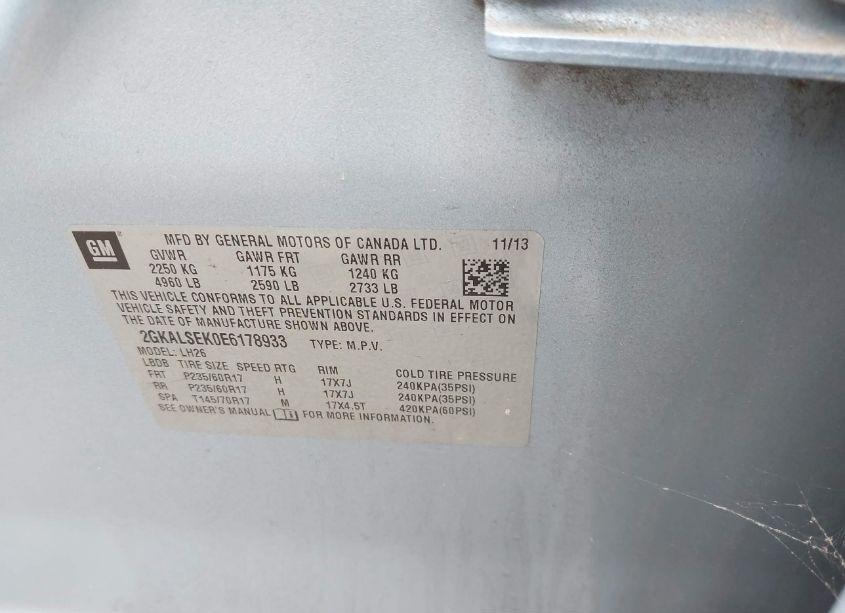 GM
MFD BY GENERAL MOTORS OF CANADA LTD. 11/13
GVWR GAWR FRT GAWR RR
2250 KG 1175 KG 1240 KG
4960 LB 2590 LB 2733 LB
THIS VEHICLE CONFORMS TO ALL APPLICABLE U.S. FEDERAL MOTOR
VEHICLE SAFETY AND THEFT PREVENTION STANDARDS IN EFFECT ON
THE DATE OF MANUFACTURE SHOWN ABOVE.
2GKALSEK0E6178933 TYPE: M.P.V.
MODEL: LH26
LBDB TIRE SIZE SPEED RTG RIM COLD TIRE PRESSURE
FRT P235/60R17 H 17X7J 240KPA(35PSI)
RR P235/60R17 H 17X7J 240KPA(35PSI)
SPA T145/70R17 M 17X4.5T 420KPA(60PSI)
SEE OWNER'S MANUAL FOR MORE INFORMATION.